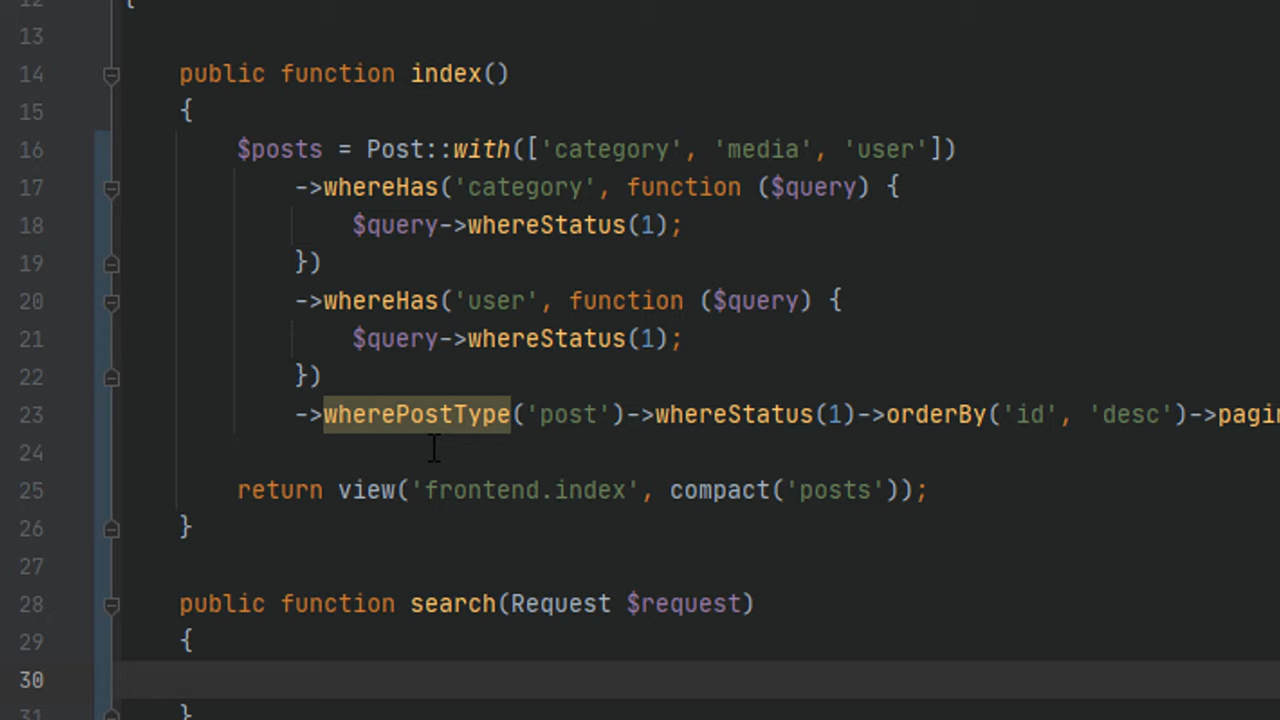 12 {
13
14 public function index()
15 {
16 $posts = Post::with(['category', 'media', 'user'])
17 ->whereHas('category', function ($query) {
18 $query->whereStatus(1);
19 })
20 ->whereHas('user', function ($query) {
21 $query->whereStatus(1);
22 })
23 ->wherePostType('post')->whereStatus(1)->orderBy('id', 'desc')->pagin
24
25 return view('frontend.index', compact('posts'));
26 }
27
28 public function search(Request $request)
29 {
30
31 }